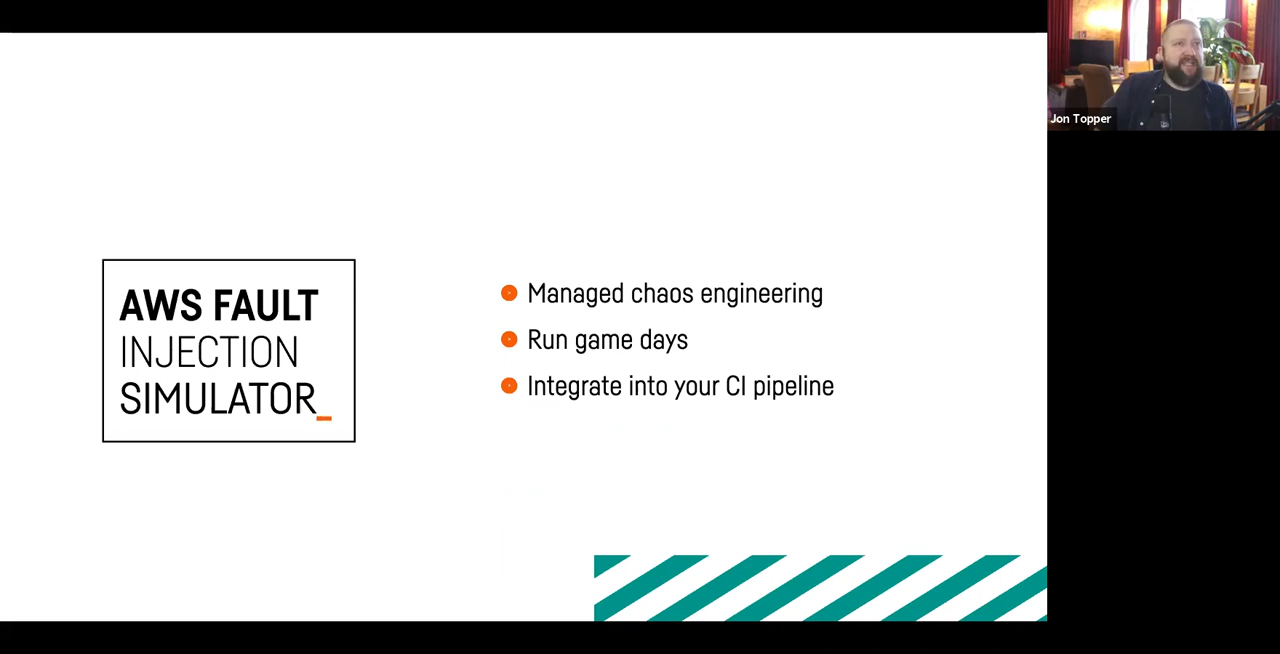 AWS FAULT
INJECTION
SIMULATOR_
Managed chaos engineering
Run game days
Integrate into your CI pipeline
Jon Topper